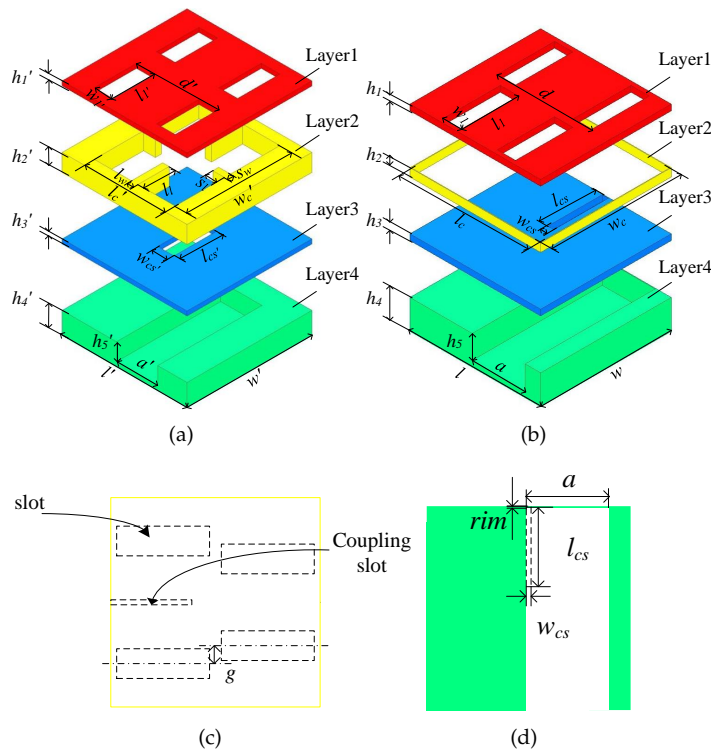 Layer1
h1'
w1'
l1'
d'
Layer2
h2'
lwh
l1
s1
sw
lc'
wc'
Layer3
h3'
wcs'
lcs'
Layer4
h4'
h5'
a'
l'
w'
(a)
Layer1
h1
w1
l1
d
Layer2
h2
lcs
wcs
lc
wc
Layer3
h3
Layer4
h4
h5
a
l
w
(b)
slot
Coupling
slot
g
(c)
a
rim
lcs
wcs
(d)